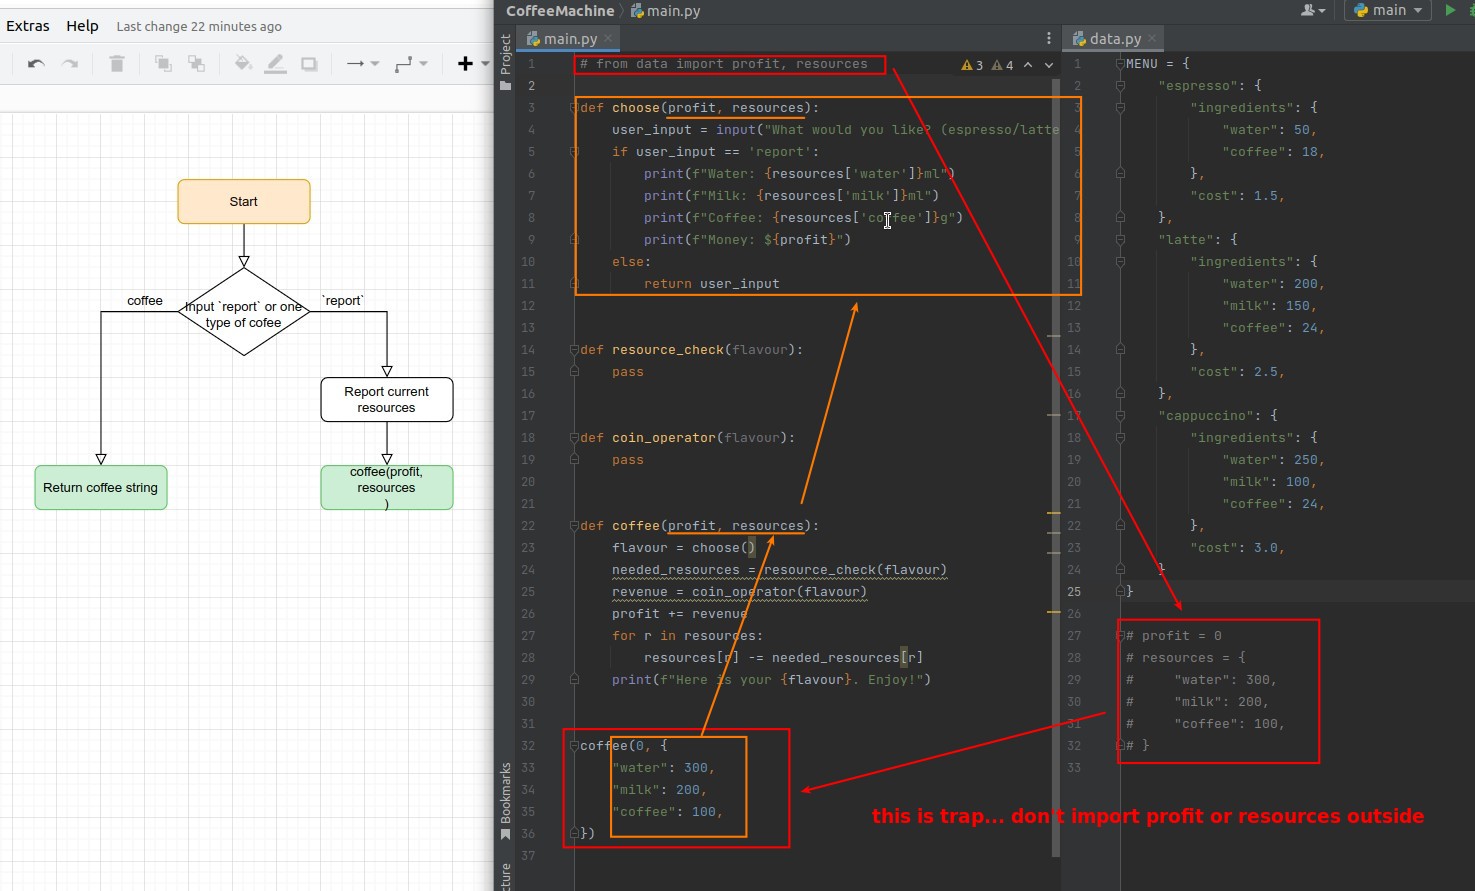 Extras Help Last change 22 minutes ago
Start
coffee
`report`
Input `report` or one
type of cofee
Report current
resources
Return coffee string
coffee(profit,
resources
)
CoffeeMachine main.py
main
Project
Bookmarks
main.py
3 4
1 # from data import profit, resources
2
3 def choose(profit, resources):
4 user_input = input("What would you like? (espresso/latte
5 if user_input == 'report':
6 print(f"Water: {resources['water']}ml")
7 print(f"Milk: {resources['milk']}ml")
8 print(f"Coffee: {resources['coffee']}g")
9 print(f"Money: ${profit}")
10 else:
11 return user_input
12
13
14 def resource_check(flavour):
15 pass
16
17
18 def coin_operator(flavour):
19 pass
20
21
22 def coffee(profit, resources):
23 flavour = choose()
24 needed_resources = resource_check(flavour)
25 revenue = coin_operator(flavour)
26 profit += revenue
27 for r in resources:
28 resources[r] -= needed_resources[r]
29 print(f"Here is your {flavour}. Enjoy!")
30
31
32 coffee(0, {
33 "water": 300,
34 "milk": 200,
35 "coffee": 100,
36 })
37
data.py
1 MENU = {
2 "espresso": {
3 "ingredients": {
4 "water": 50,
5 "coffee": 18,
6 },
7 "cost": 1.5,
8 },
9 "latte": {
10 "ingredients": {
11 "water": 200,
12 "milk": 150,
13 "coffee": 24,
14 },
15 "cost": 2.5,
16 },
17 "cappuccino": {
18 "ingredients": {
19 "water": 250,
20 "milk": 100,
21 "coffee": 24,
22 },
23 "cost": 3.0,
24 }
25 }
26
27 # profit = 0
28 # resources = {
29 # "water": 300,
30 # "milk": 200,
31 # "coffee": 100,
32 # }
33
this is trap... don't import profit or resources outside